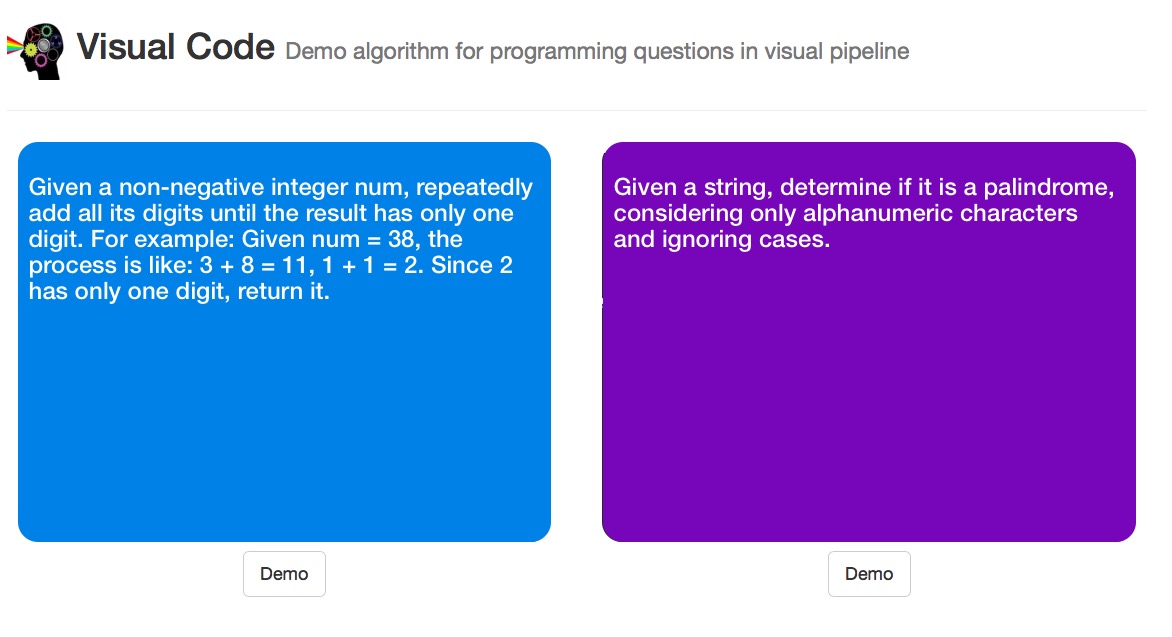 Visual Code Demo algorithm for programming questions in visual pipeline
Given a non-negative integer num, repeatedly
add all its digits until the result has only one
digit. For example: Given num = 38, the
process is like: 3 + 8 = 11, 1 + 1 = 2. Since 2
has only one digit, return it.
Demo
Given a string, determine if it is a palindrome,
considering only alphanumeric characters
and ignoring cases.
Demo